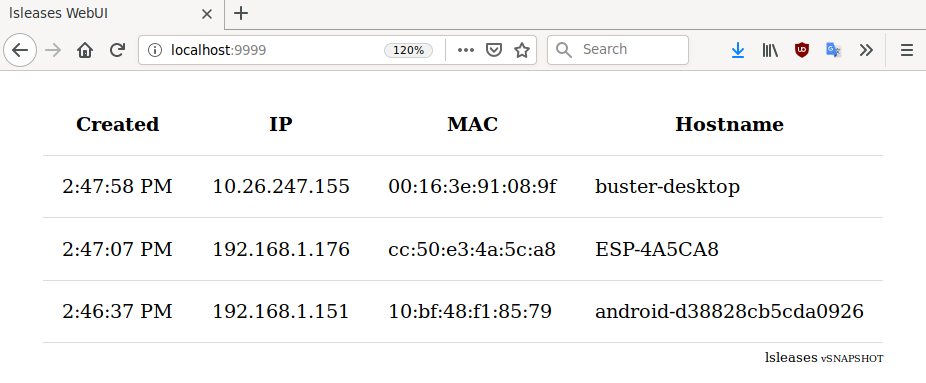 lsleases WebUI
localhost:9999 120% Search
Created IP MAC Hostname
2:47:58 PM 10.26.247.155 00:16:3e:91:08:9f buster-desktop
2:47:07 PM 192.168.1.176 cc:50:e3:4a:5c:a8 ESP-4A5CA8
2:46:37 PM 192.168.1.151 10:bf:48:f1:85:79 android-d38828cb5cda0926
lsleases vSNAPSHOT